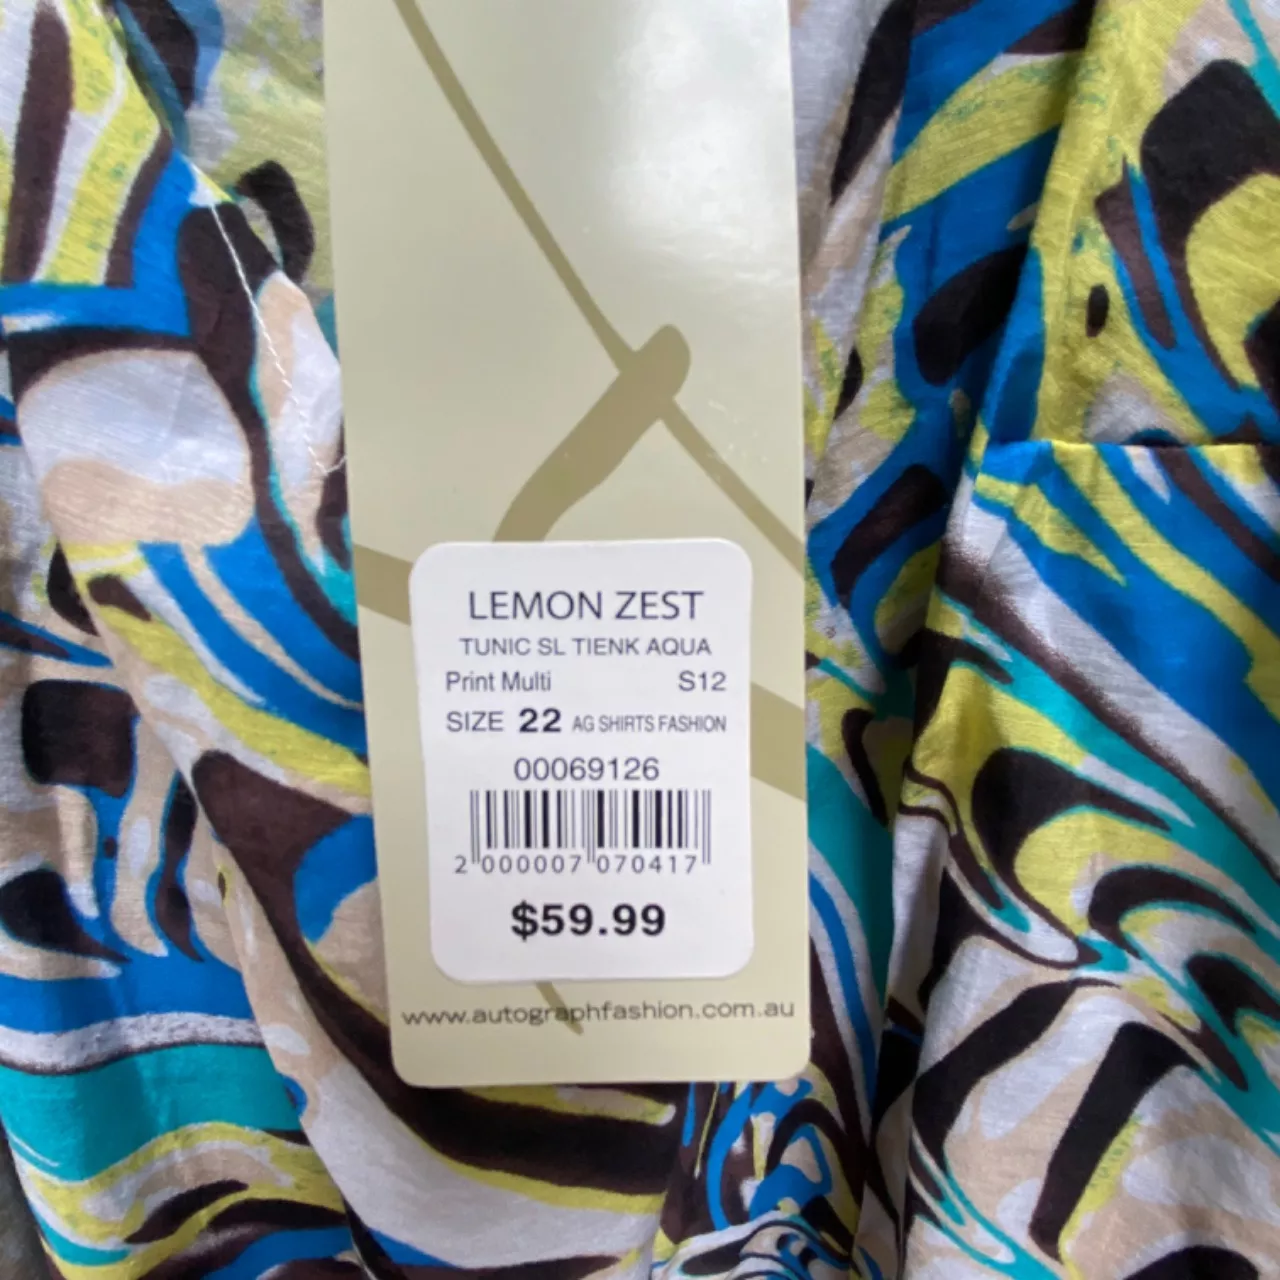 LEMON ZEST
TUNIC SL TIENK AQUA
Print Multi S12
SIZE 22 AG SHIRTS FASHION
00069126
2 000007 070417
$59.99
www.autographfashion.com.au